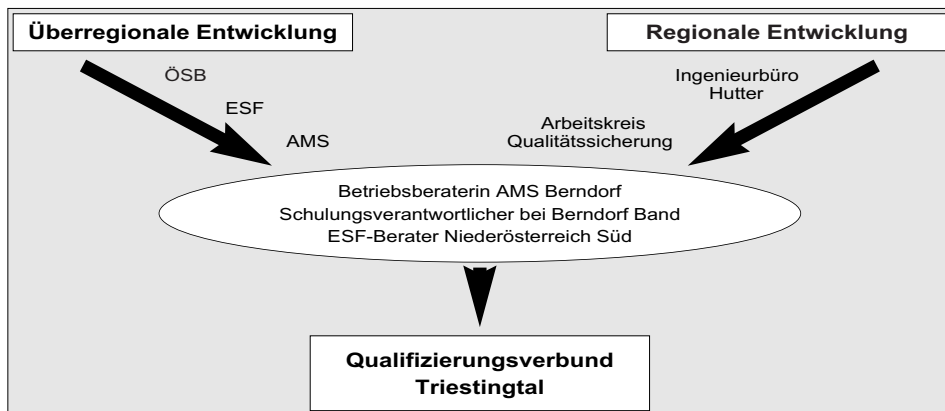 Überregionale Entwicklung
Regionale Entwicklung
ÖSB
ESF
AMS
Ingenieurbüro
Hutter
Arbeitskreis
Qualitätssicherung
Betriebsberaterin AMS Berndorf
Schulungsverantwortlicher bei Berndorf Band
ESF-Berater Niederösterreich Süd
Qualifizierungsverbund
Triestingtal